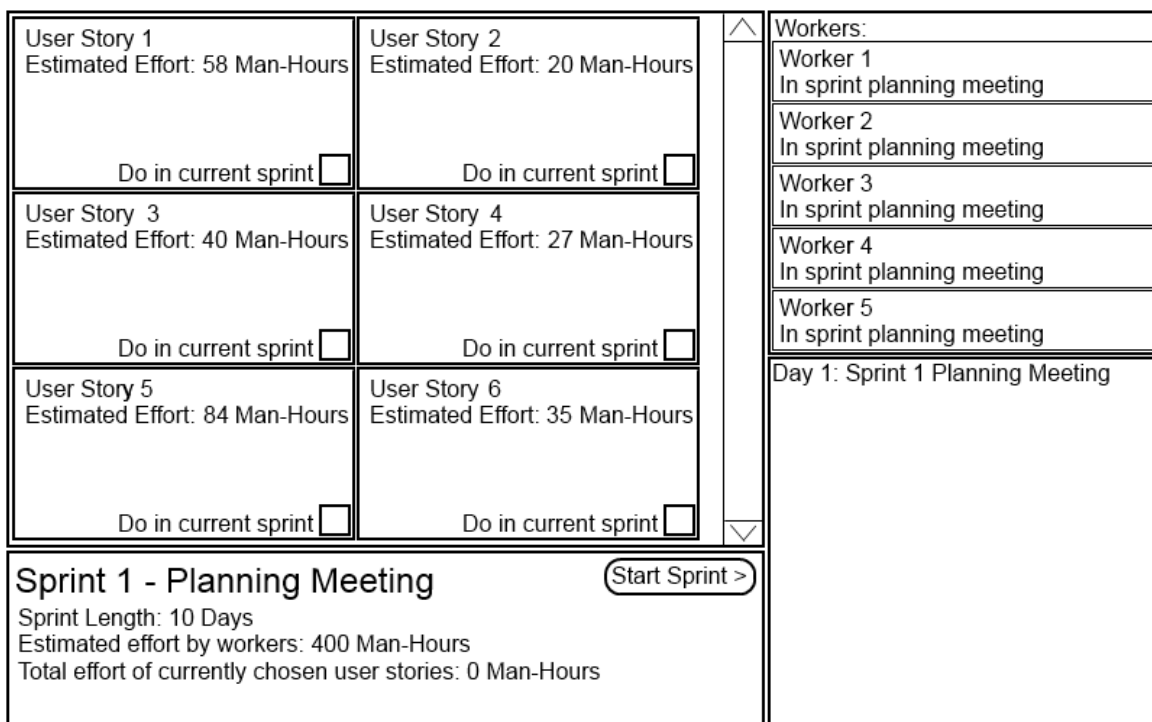 User Story 1
Estimated Effort: 58 Man-Hours
Do in current sprint
User Story 2
Estimated Effort: 20 Man-Hours
Do in current sprint
User Story 3
Estimated Effort: 40 Man-Hours
Do in current sprint
User Story 4
Estimated Effort: 27 Man-Hours
Do in current sprint
User Story 5
Estimated Effort: 84 Man-Hours
Do in current sprint
User Story 6
Estimated Effort: 35 Man-Hours
Do in current sprint
Sprint 1 - Planning Meeting
Start Sprint >
Sprint Length: 10 Days
Estimated effort by workers: 400 Man-Hours
Total effort of currently chosen user stories: 0 Man-Hours
Workers:
Worker 1
In sprint planning meeting
Worker 2
In sprint planning meeting
Worker 3
In sprint planning meeting
Worker 4
In sprint planning meeting
Worker 5
In sprint planning meeting
Day 1: Sprint 1 Planning Meeting